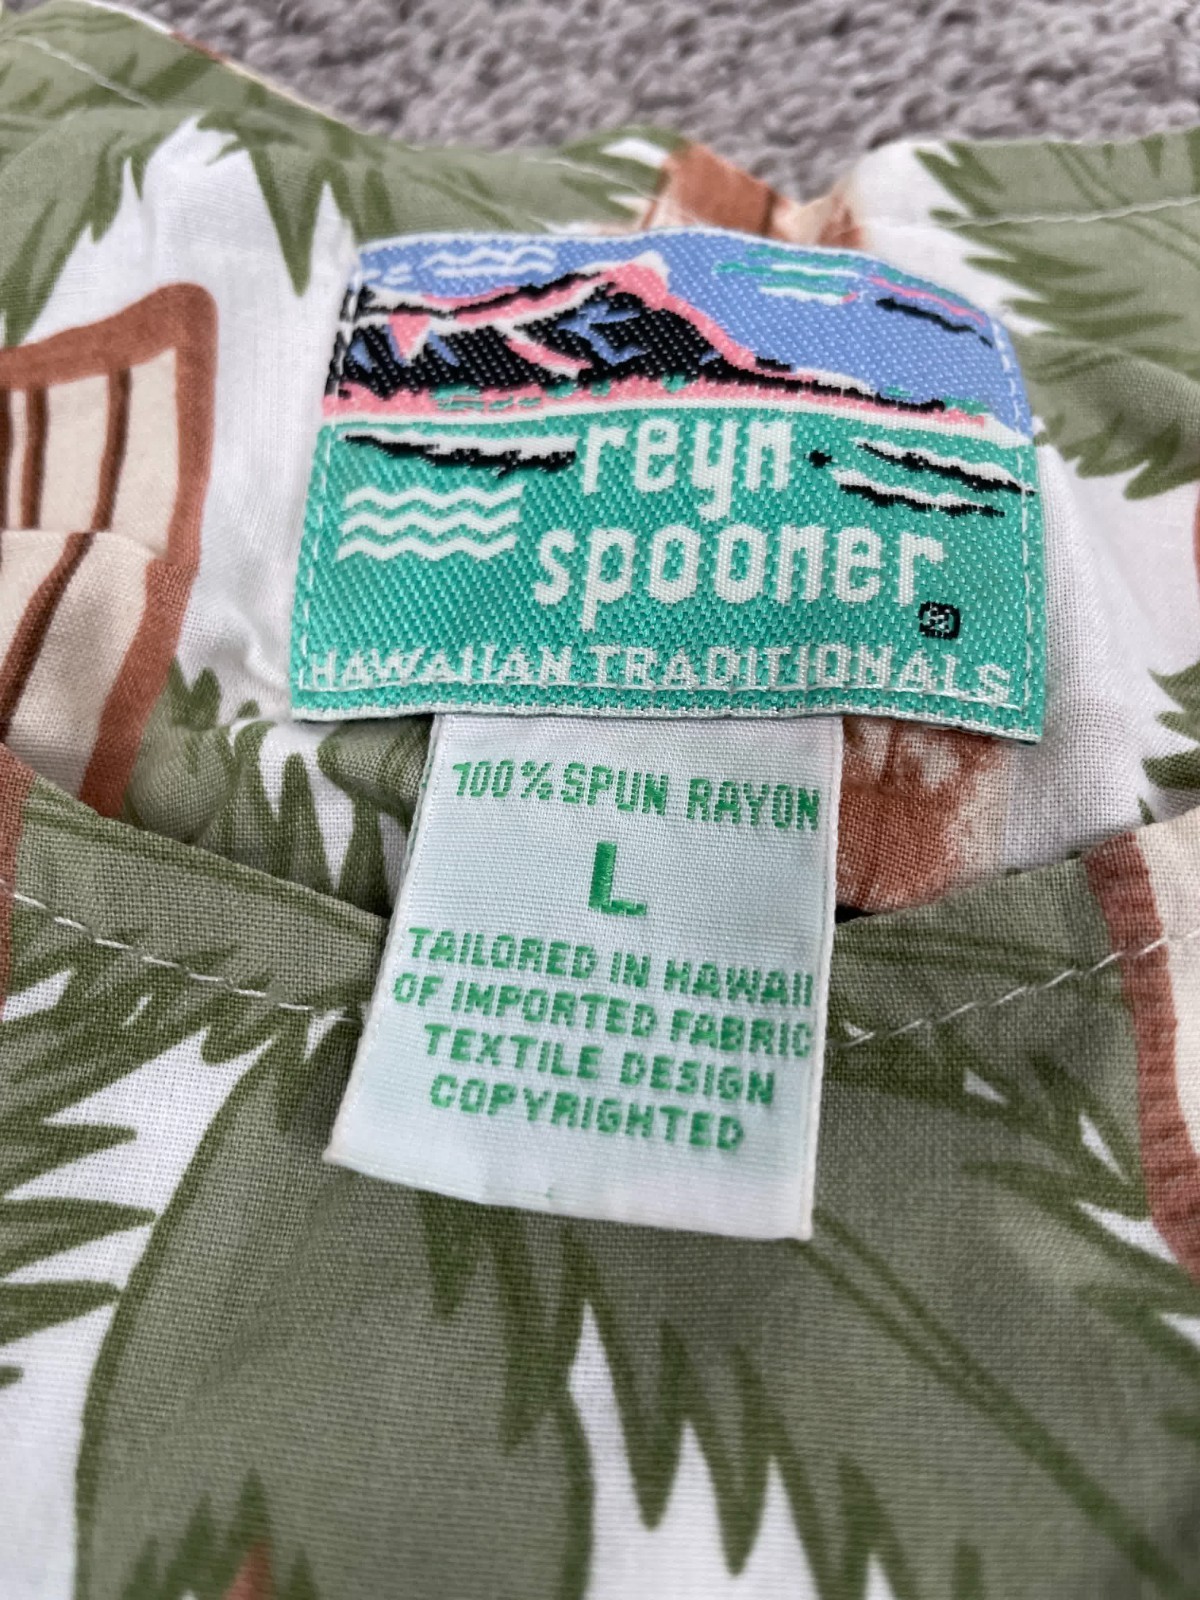 reyn
spooner®
HAWAIIAN TRADITIONALS
100% SPUN RAYON
L
TAILORED IN HAWAII
OF IMPORTED FABRIC
TEXTILE DESIGN
COPYRIGHTED